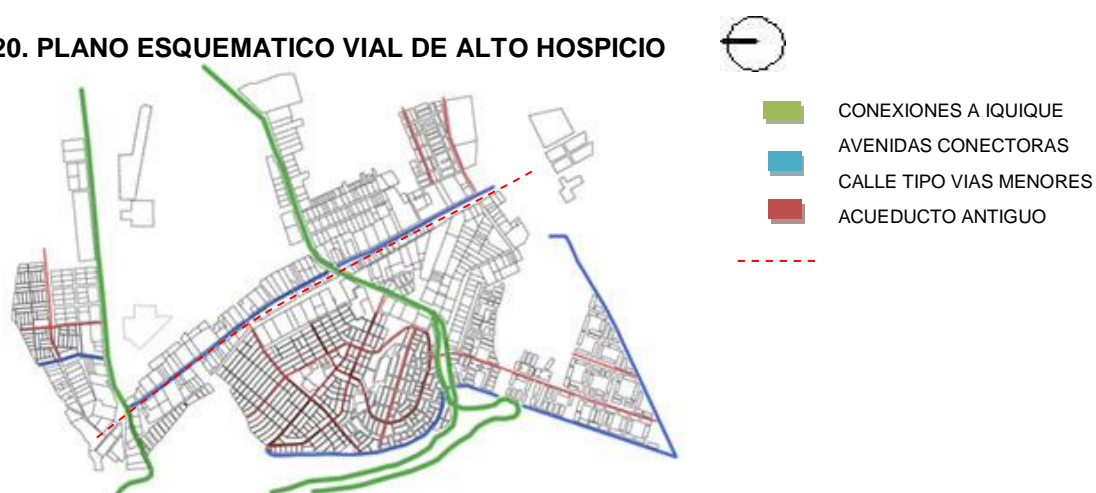 20. PLANO ESQUEMATICO VIAL DE ALTO HOSPICIO
CONEXIONES A IQUIQUE
AVENIDAS CONECTORAS
CALLE TIPO VIAS MENORES
ACUEDUCTO ANTIGUO